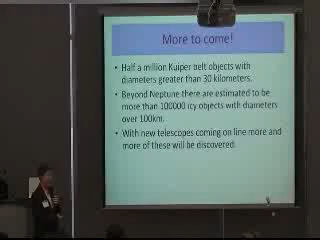 More to come!
• Half a million Kuiper belt objects with
diameters greater than 30 kilometers.
• Beyond Neptune there are estimated to
be more than 100000 icy objects with diameters
over 100km.
• With new telescopes coming on line more and
more of these will be discovered.